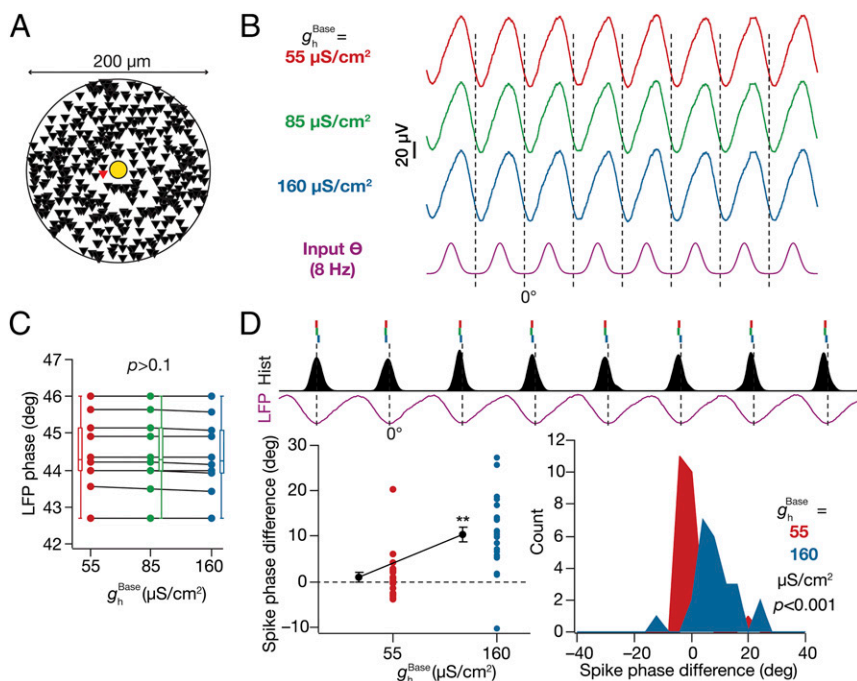 A
200 µm
B
g_h^Base =
55 µS/cm²
85 µS/cm²
160 µS/cm²
Input Θ
(8 Hz)
20 µV
0°
C
p>0.1
LFP phase (deg)
47
46
45
44
43
42
55 85 160
g_h^Base (µS/cm²)
D
Hist
LFP
0°
Spike phase difference (deg)
30
20
10
0
−10
**
55 160
g_h^Base (µS/cm²)
Count
12
10
8
6
4
2
0
−40 −20 0 20 40
Spike phase difference (deg)
g_h^Base =
55
160
µS/cm²
p<0.001